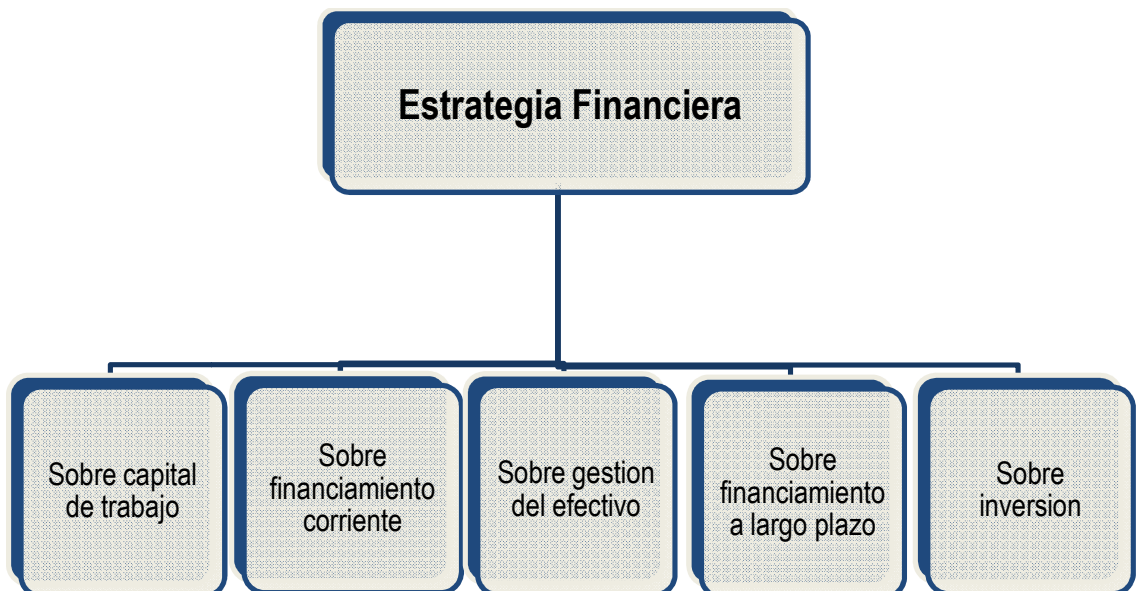 Estrategia Financiera
Sobre capital
de trabajo
Sobre
financiamiento
corriente
Sobre gestion
del efectivo
Sobre
financiamiento
a largo plazo
Sobre
inversion